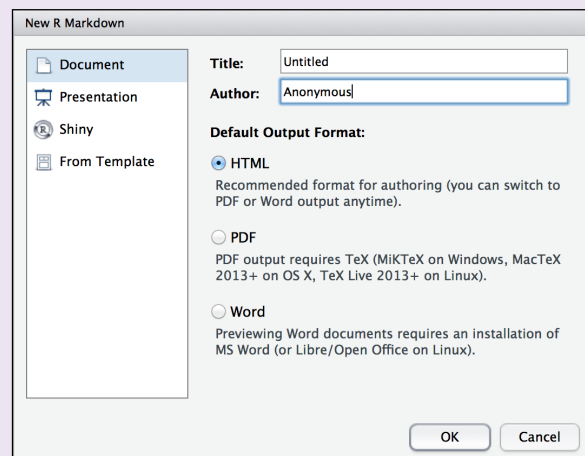 New R Markdown
Document
Presentation
Shiny
From Template
Title: Untitled
Author: Anonymous
Default Output Format:
HTML
Recommended format for authoring (you can switch to
PDF or Word output anytime).
PDF
PDF output requires TeX (MiKTeX on Windows, MacTeX
2013+ on OS X, TeX Live 2013+ on Linux).
Word
Previewing Word documents requires an installation of
MS Word (or Libre/Open Office on Linux).
OK Cancel